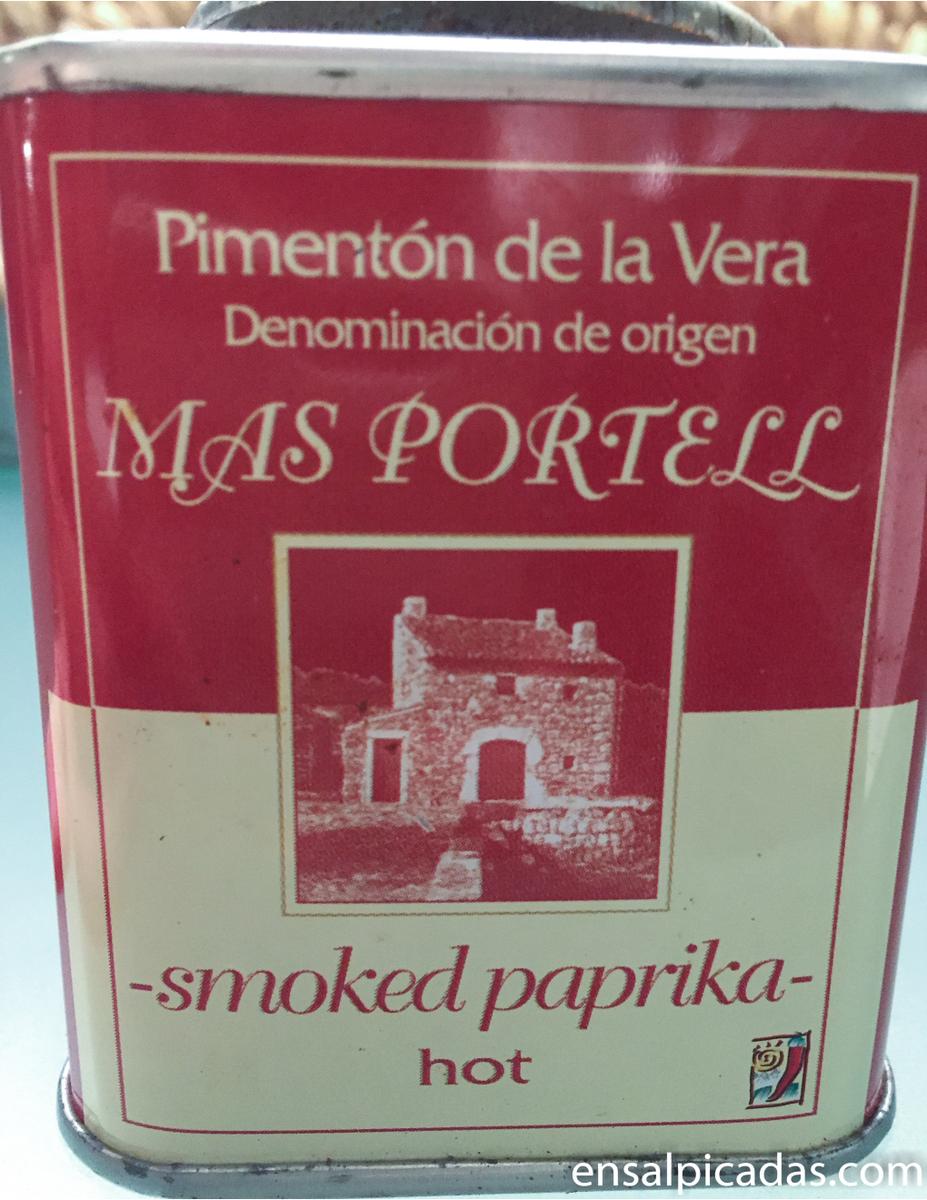 Pimentón de la Vera
Denominación de origen
MAS PORTELL
-smoked paprika-
hot
ensalpicadas.com